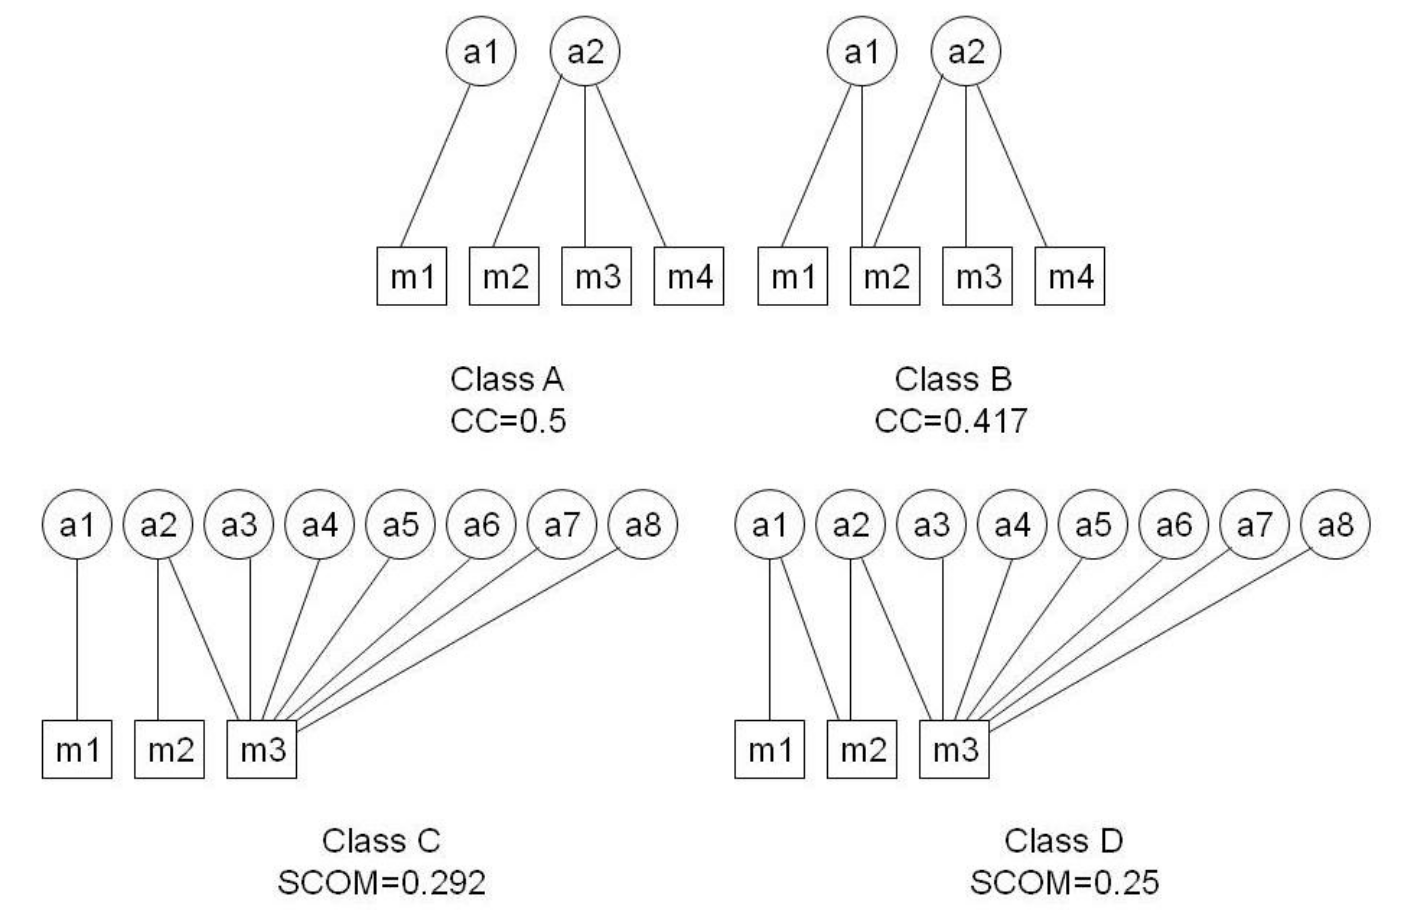 a1 a2 a1 a2
m1 m2 m3 m4 m1 m2 m3 m4
Class A Class B
CC=0.5 CC=0.417
a1 a2 a3 a4 a5 a6 a7 a8 a1 a2 a3 a4 a5 a6 a7 a8
m1 m2 m3 m1 m2 m3
Class C Class D
SCOM=0.292 SCOM=0.25